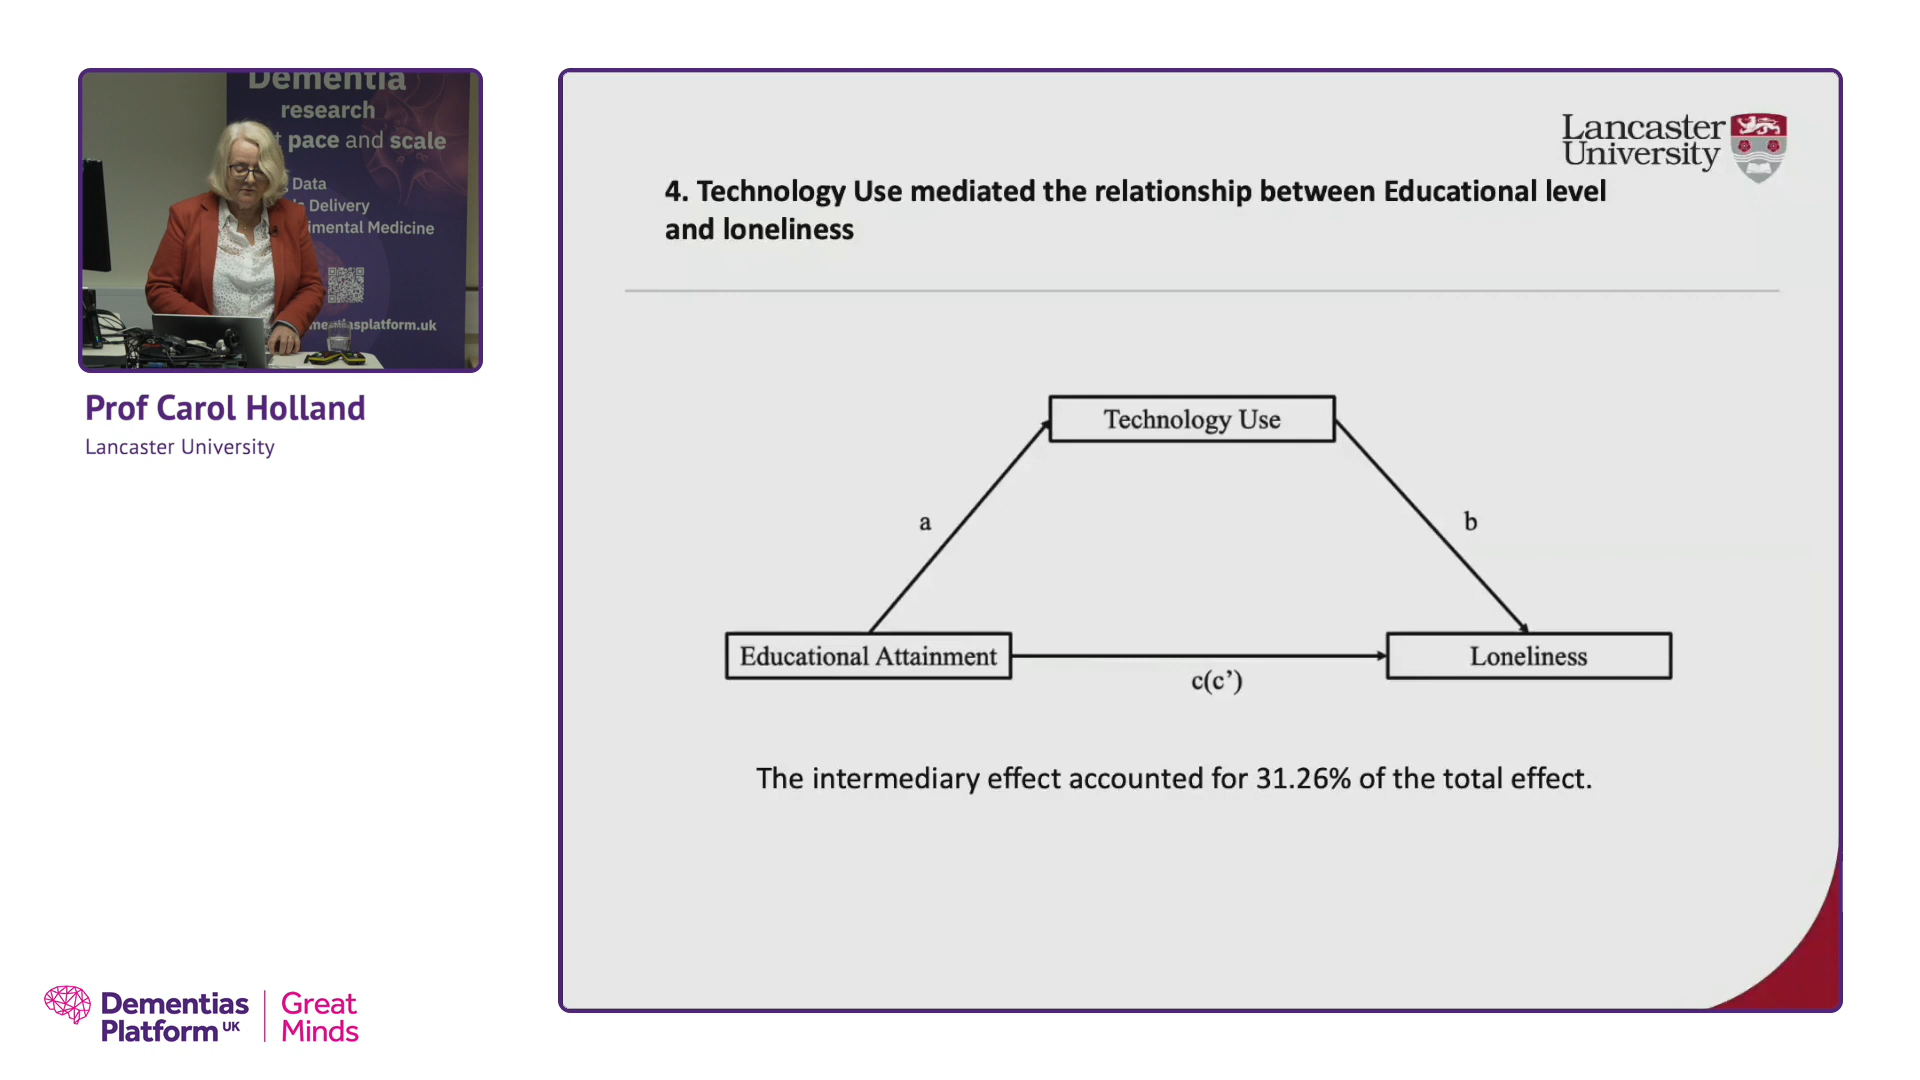 Dementia
research
pace and scale
Data
Delivery
Medicine
Prof Carol Holland
Lancaster University
Lancaster
University
4. Technology Use mediated the relationship between Educational level
and loneliness
Technology Use
a
b
Educational Attainment
Loneliness
c(c’)
The intermediary effect accounted for 31.26% of the total effect.
Dementias
Platform UK
Great
Minds